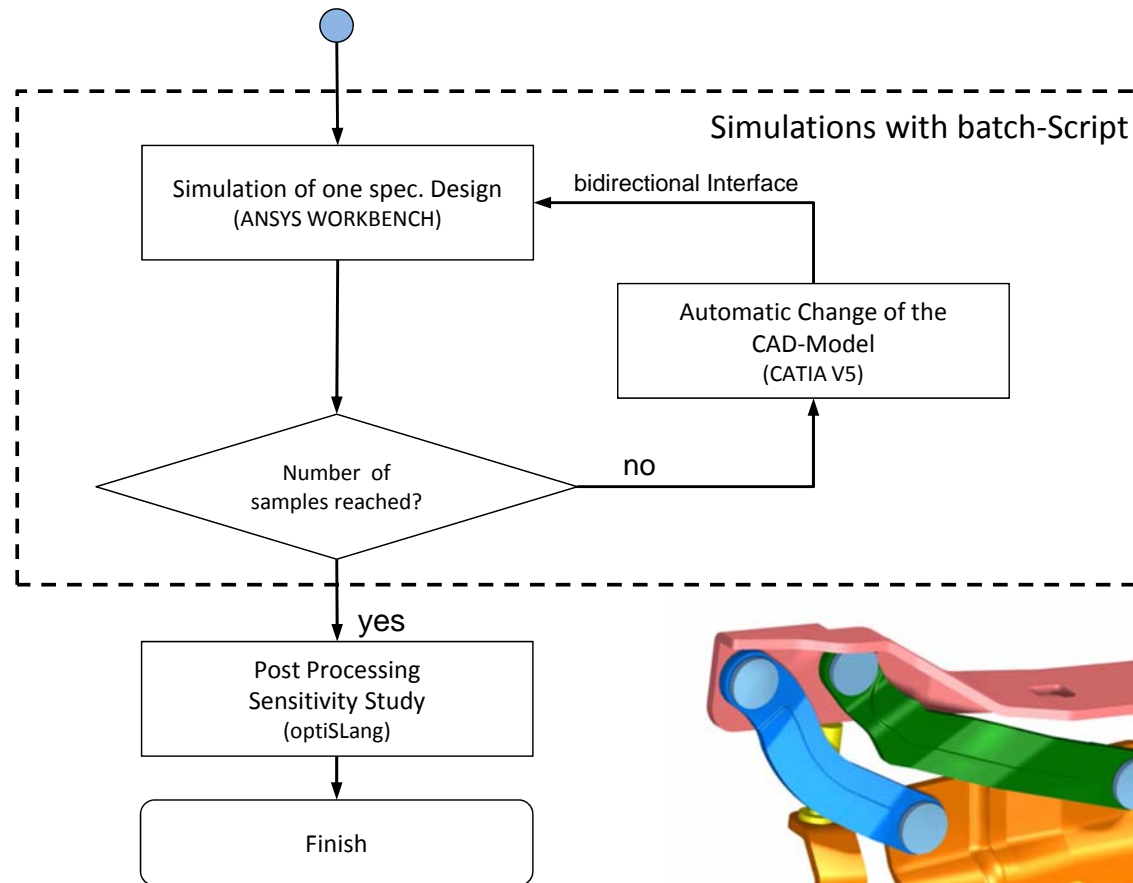 Simulations with batch-Script
Simulation of one spec. Design
(ANSYS WORKBENCH)
bidirectional Interface
Automatic Change of the
CAD-Model
(CATIA V5)
Number of
samples reached?
no
yes
Post Processing
Sensitivity Study
(optiSLang)
Finish